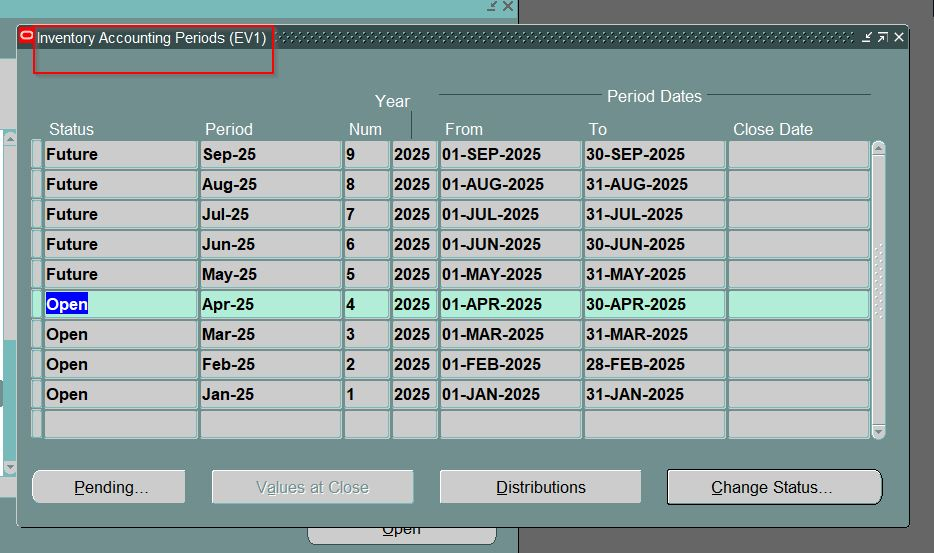 Inventory Accounting Periods (EV1)
Year
Period Dates
Status Period Num From To Close Date
Future Sep-25 9 2025 01-SEP-2025 30-SEP-2025
Future Aug-25 8 2025 01-AUG-2025 31-AUG-2025
Future Jul-25 7 2025 01-JUL-2025 31-JUL-2025
Future Jun-25 6 2025 01-JUN-2025 30-JUN-2025
Future May-25 5 2025 01-MAY-2025 31-MAY-2025
Open Apr-25 4 2025 01-APR-2025 30-APR-2025
Open Mar-25 3 2025 01-MAR-2025 31-MAR-2025
Open Feb-25 2 2025 01-FEB-2025 28-FEB-2025
Open Jan-25 1 2025 01-JAN-2025 31-JAN-2025
Pending... Values at Close Distributions Change Status...
Open